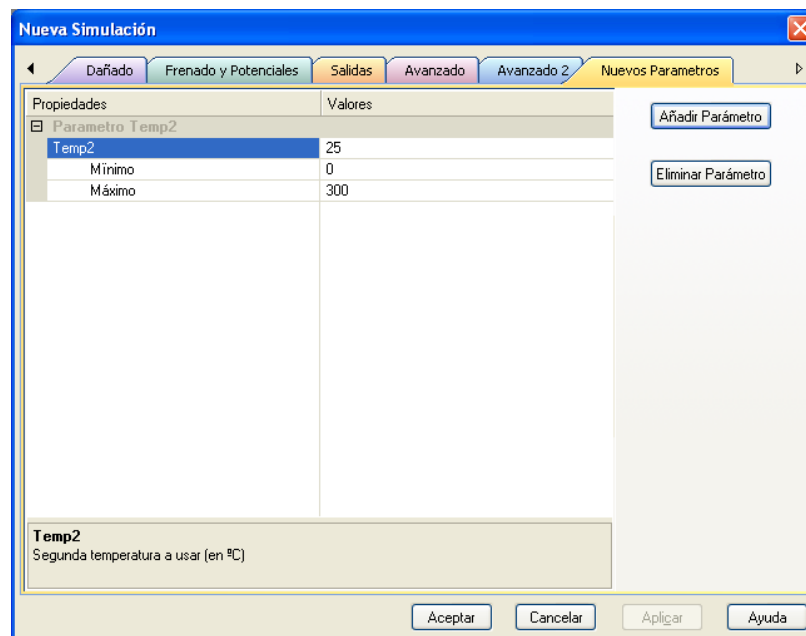 Nueva Simulación
Dañado Frenado y Potenciales Salidas Avanzado Avanzado 2 Nuevos Parametros
Propiedades Valores
Parametro Temp2
Temp2 25
Mïnimo 0
Máximo 300
Añadir Parámetro
Eliminar Parámetro
Temp2
Segunda temperatura a usar (en ºC)
Aceptar Cancelar Aplicar Ayuda